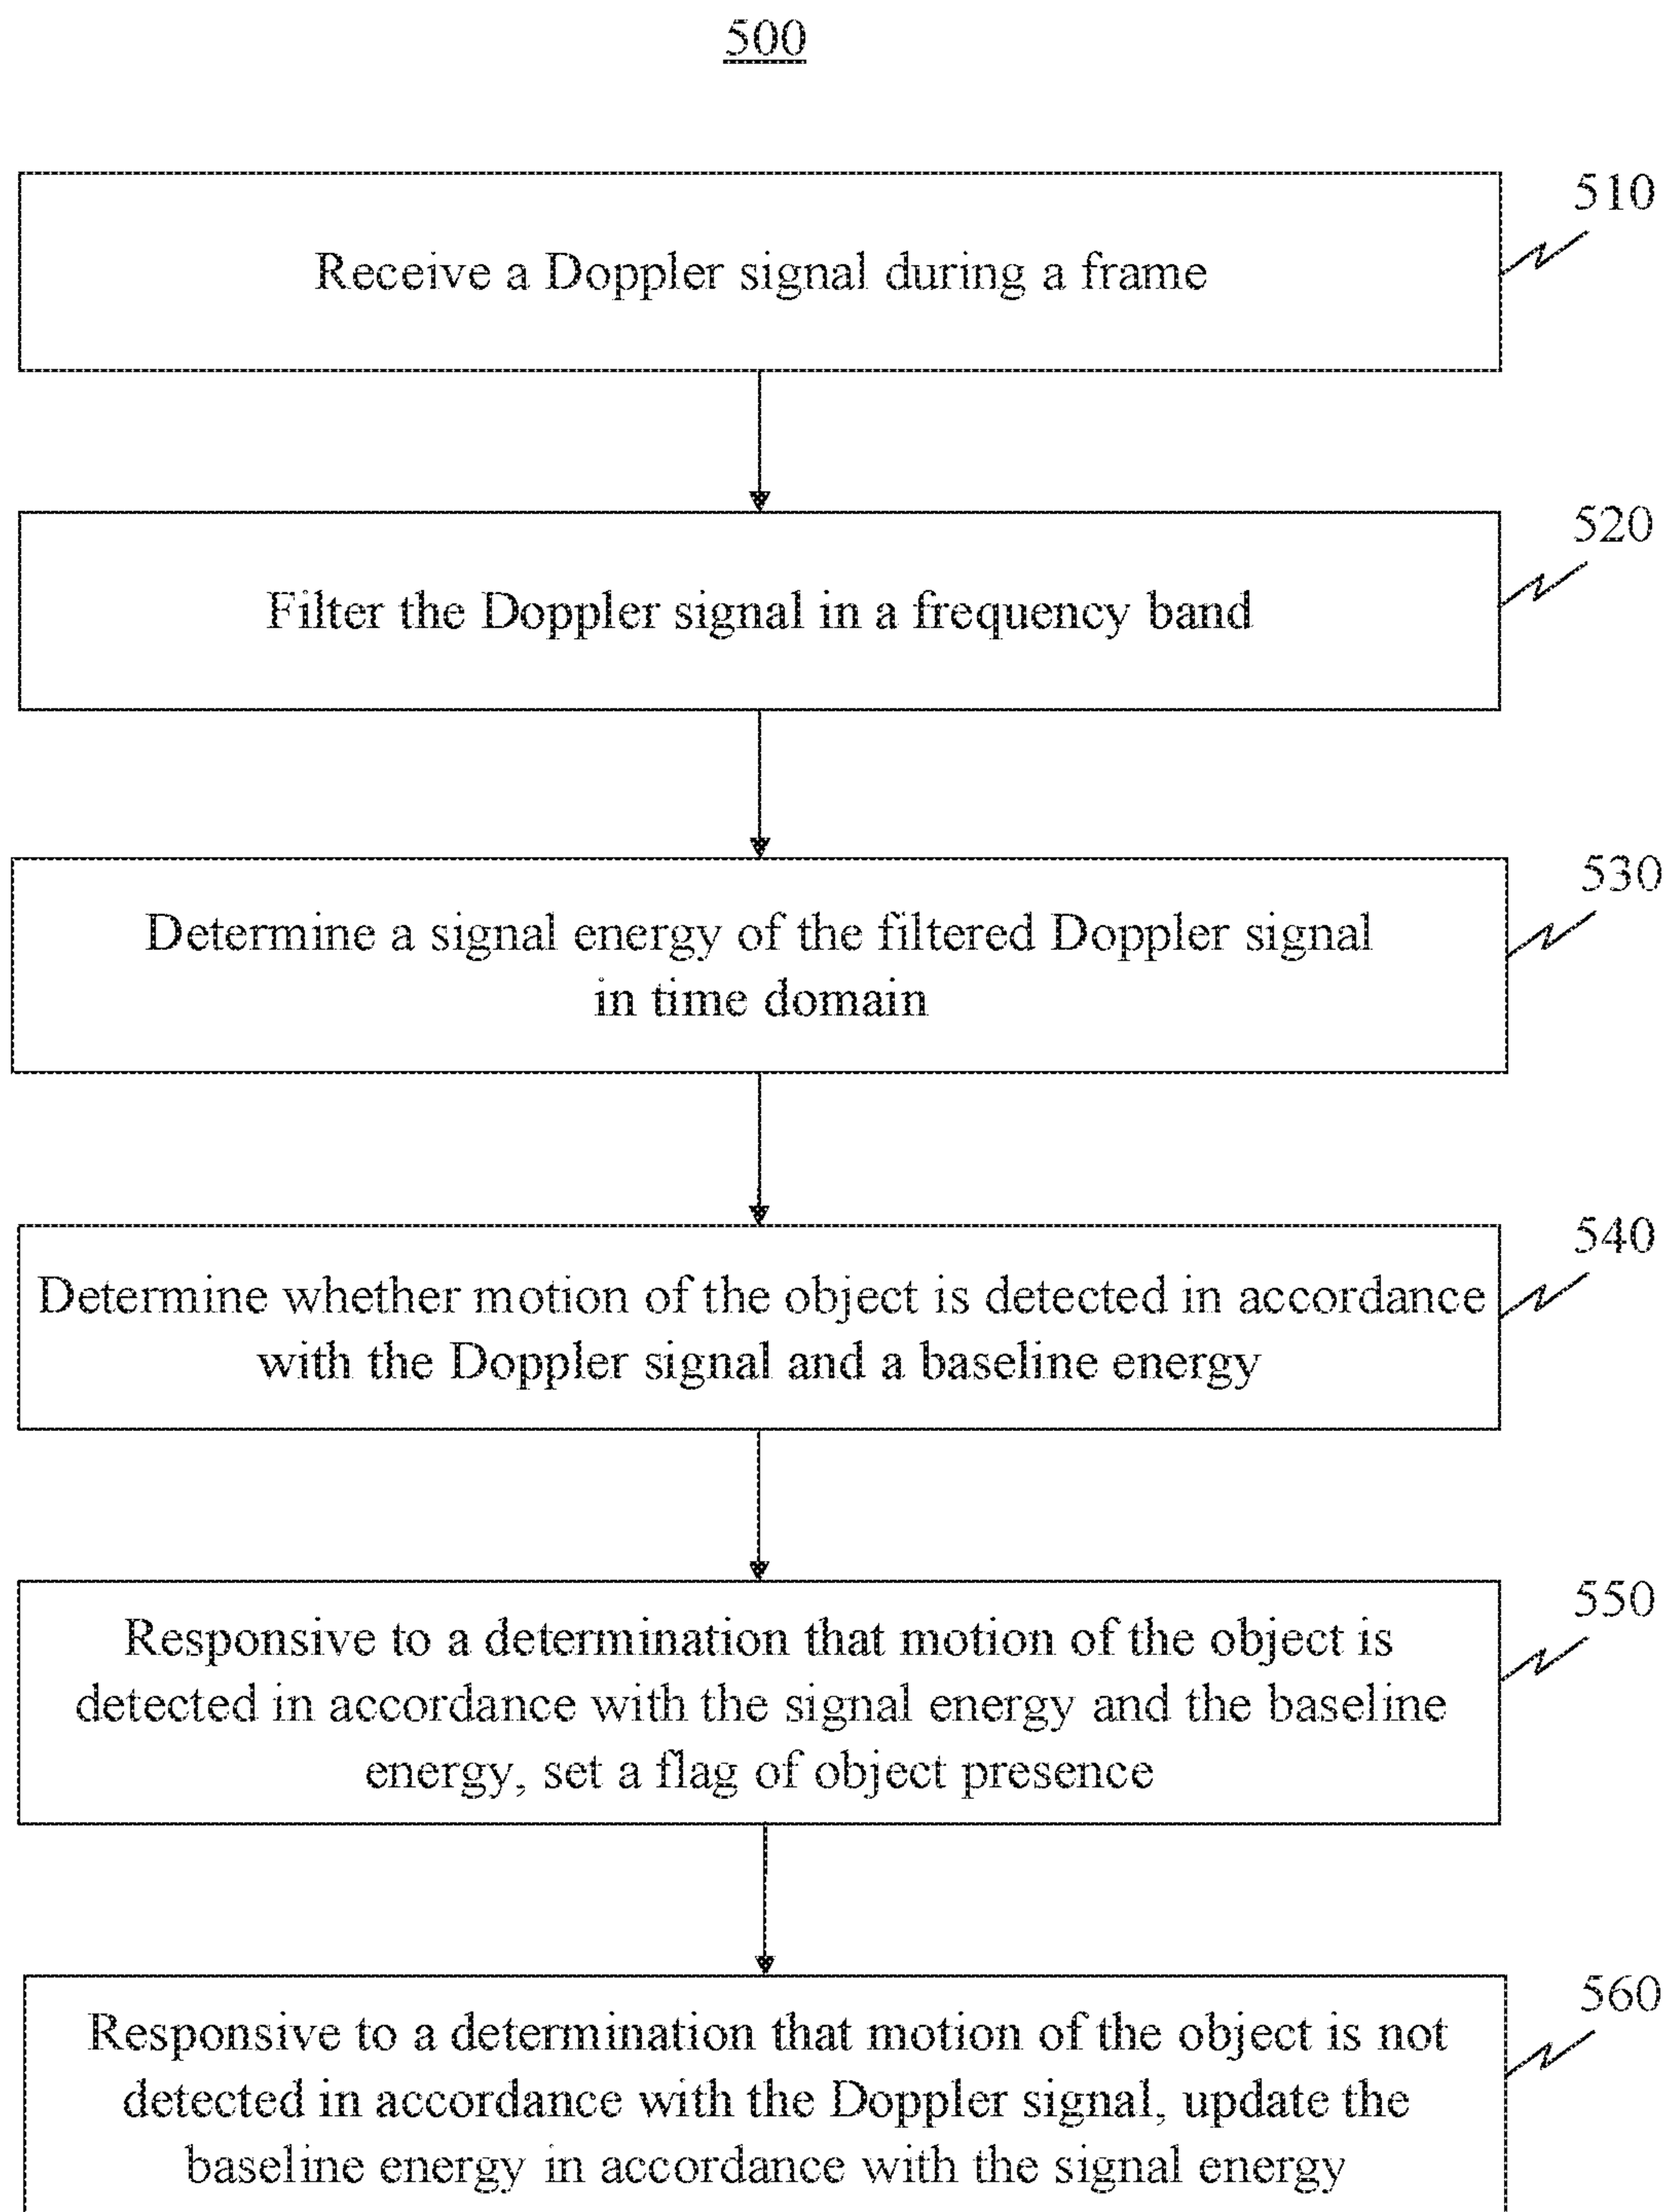 500
510
Receive a Doppler signal during a frame
520
Filter the Doppler signal in a frequency band
530
Determine a signal energy of the filtered Doppler signal
in time domain
540
Determine whether motion of the object is detected in accordance
with the Doppler signal and a baseline energy
550
Responsive to a determination that motion of the object is
detected in accordance with the signal energy and the baseline
energy, set a flag of object presence
560
Responsive to a determination that motion of the object is not
detected in accordance with the Doppler signal, update the
baseline energy in accordance with the signal energy